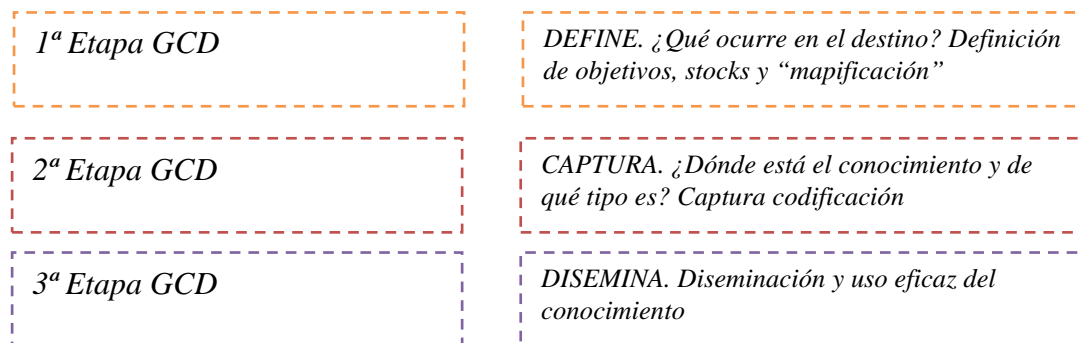 1ª Etapa GCD
DEFINE. ¿Qué ocurre en el destino? Definición
de objetivos, stocks y “mapificación”
2ª Etapa GCD
CAPTURA. ¿Dónde está el conocimiento y de
qué tipo es? Captura codificación
3ª Etapa GCD
DISEMINA. Diseminación y uso eficaz del
conocimiento